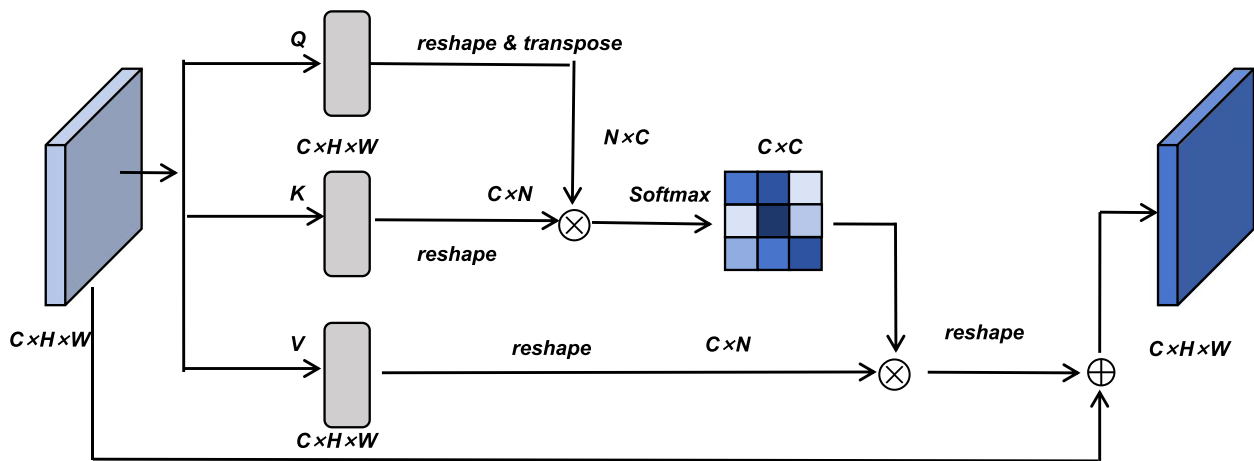 Q
reshape & transpose
C×H×W
N×C
C×C
K
C×N
Softmax
reshape
C×H×W
V
reshape
C×N
reshape
C×H×W
C×H×W